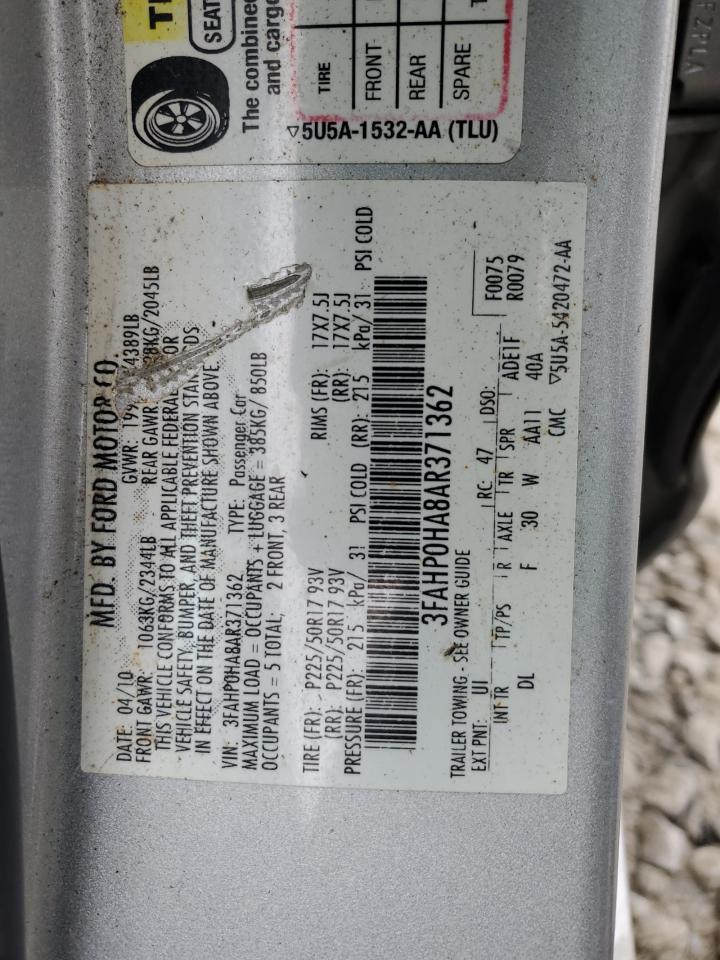 SEAT
The combined
and cargo
TIRE
FRONT
REAR
SPARE
▽5U5A-1532-AA (TLU)
MFD. BY FORD MOTOR CO.
DATE: 04/10 GVWR: 4389LB
FRONT GAWR: 1063KG/2344LB REAR GAWR: KG/2045LB
THIS VEHICLE CONFORMS TO ALL APPLICABLE FEDERAL MOTOR
VEHICLE SAFETY, BUMPER, AND THEFT PREVENTION STANDARDS
IN EFFECT ON THE DATE OF MANUFACTURE SHOWN ABOVE.
VIN: 3FAHP0HA8AR371362 TYPE: Passenger Car
MAXIMUM LOAD = OCCUPANTS + LUGGAGE = 385KG/ 850LB
OCCUPANTS = 5 TOTAL; 2 FRONT, 3 REAR
TIRE (FR): P225/50R17 93V RIMS (FR): 17X7.5J
(RR): P225/50R17 93V (RR): 17X7.5J
PRESSURE (FR): 215 kPa/ 31 PSI COLD (RR): 215 kPa/ 31 PSI COLD
3FAHP0HA8AR371362
TRAILER TOWING - SEE OWNER GUIDE
EXT PNT: UI RC: 47 DSO: F0075
INT TR TP/PS R AXLE TR SPR ADE1F R0079
DL F 30 W AA11 40A
CMC ▽5U5A-5420472-AA